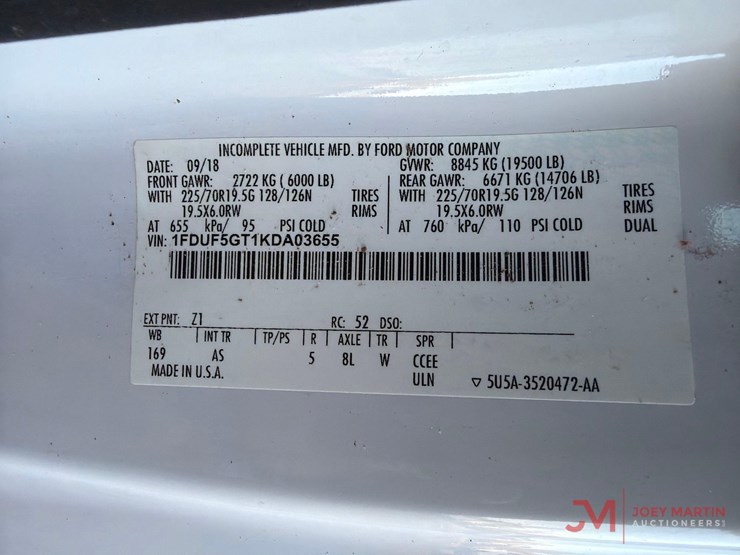 INCOMPLETE VEHICLE MFD. BY FORD MOTOR COMPANY
DATE: 09/18 GVWR: 8845 KG (19500 LB)
FRONT GAWR: 2722 KG ( 6000 LB) REAR GAWR: 6671 KG (14706 LB)
WITH 225/70R19.5G 128/126N TIRES WITH 225/70R19.5G 128/126N TIRES
19.5X6.0RW RIMS 19.5X6.0RW RIMS
AT 655 kPa/ 95 PSI COLD AT 760 kPa/ 110 PSI COLD DUAL
VIN: 1FDUF5GT1KDA03655
EXT PNT: Z1 RC: 52 DSO:
WB INT TR TP/PS R AXLE TR SPR
169 AS 5 8L W CCEE
MADE IN U.S.A. ULN ▽ 5U5A-3520472-AA
JM JOEY MARTIN
AUCTIONEERS LLC